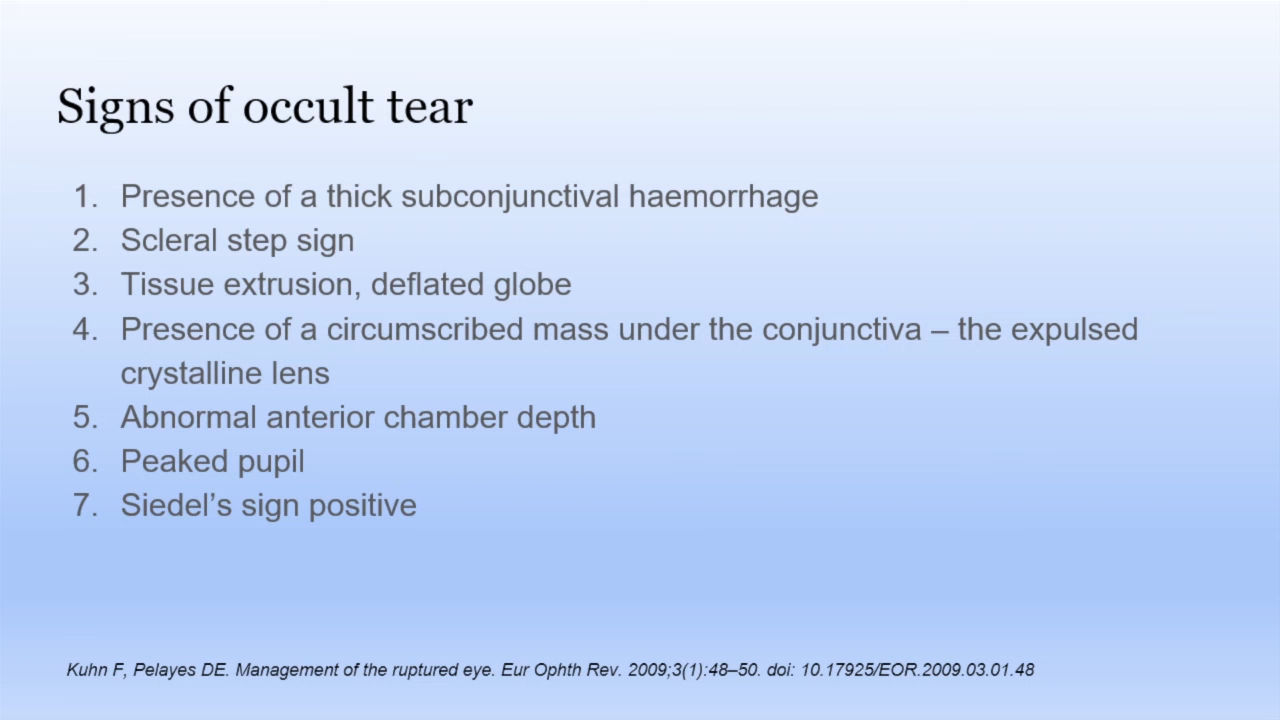 Signs of occult tear
1. Presence of a thick subconjunctival haemorrhage
2. Scleral step sign
3. Tissue extrusion, deflated globe
4. Presence of a circumscribed mass under the conjunctiva – the expulsed
crystalline lens
5. Abnormal anterior chamber depth
6. Peaked pupil
7. Siedel’s sign positive
Kuhn F, Pelayes DE. Management of the ruptured eye. Eur Ophth Rev. 2009;3(1):48–50. doi: 10.17925/EOR.2009.03.01.48